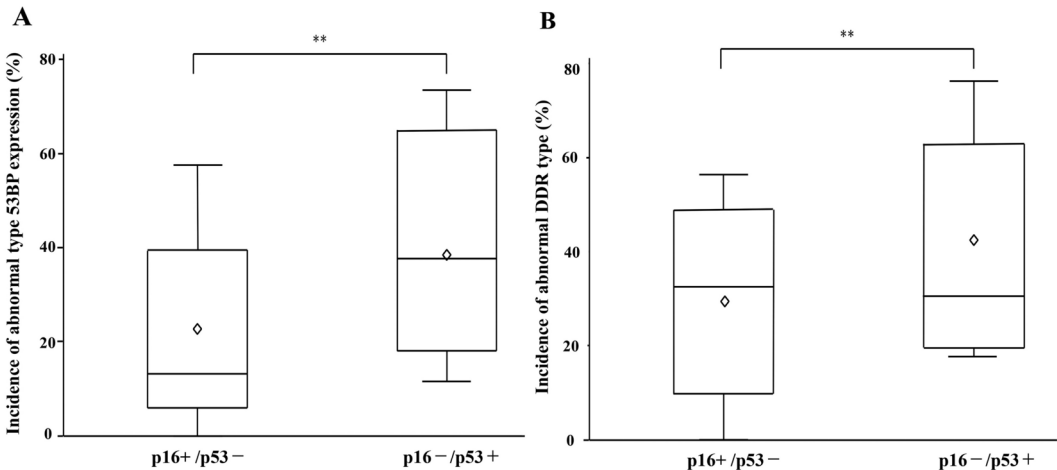 A
Incidence of abnormal type 53BP expression (%)
80
60
40
20
0
**
p16+/p53−
p16−/p53+
B
Incidence of abnormal DDR type (%)
80
60
40
20
0
**
p16+/p53−
p16−/p53+